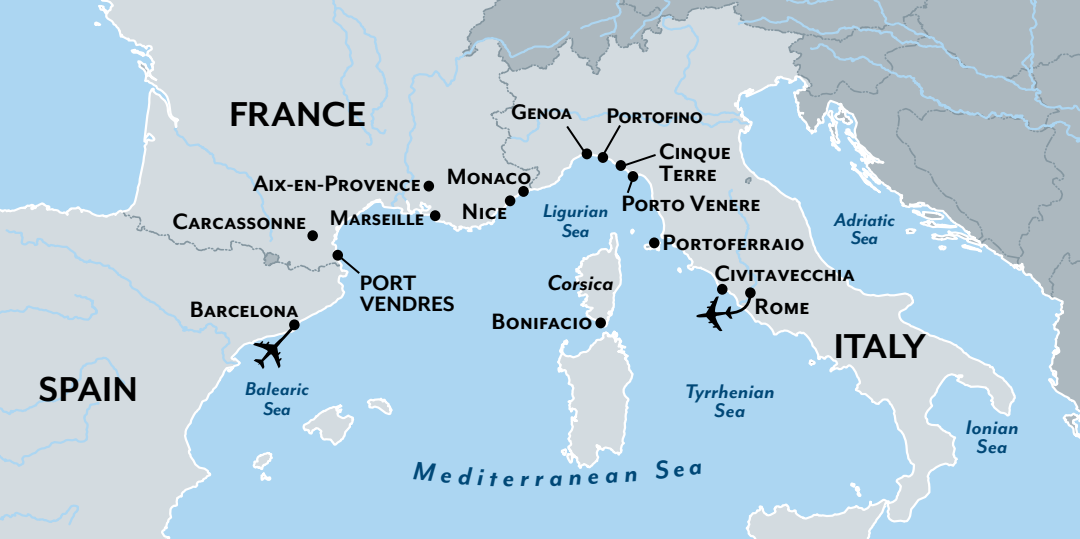 FRANCE
GENOA
PORTOFINO
CINQUE
TERRE
AIX-EN-PROVENCE
MONACO
NICE
MARSEILLE
CARCASSONNE
PORTO VENERE
Ligurian
Sea
Adriatic
Sea
PORTOFERRAIO
PORT
VENDRES
Corsica
CIVITAVECCHIA
ROME
BARCELONA
BONIFACIO
ITALY
SPAIN
Balearic
Sea
Tyrrhenian
Sea
Ionian
Sea
Mediterranean Sea